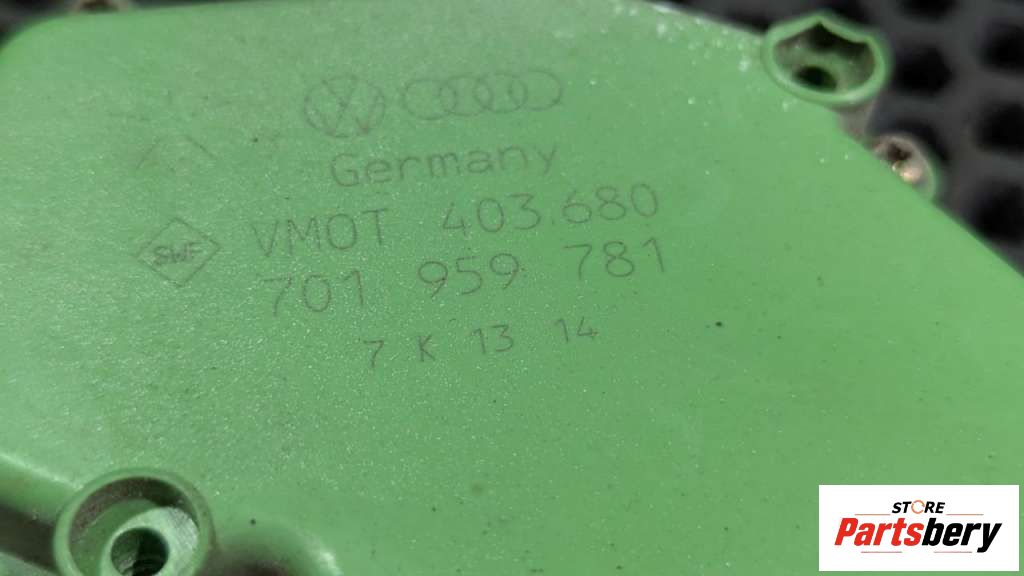 Germany
VMOT 403.680
SWF
701 959 781
7 K 13 14
STORE
Partsbery